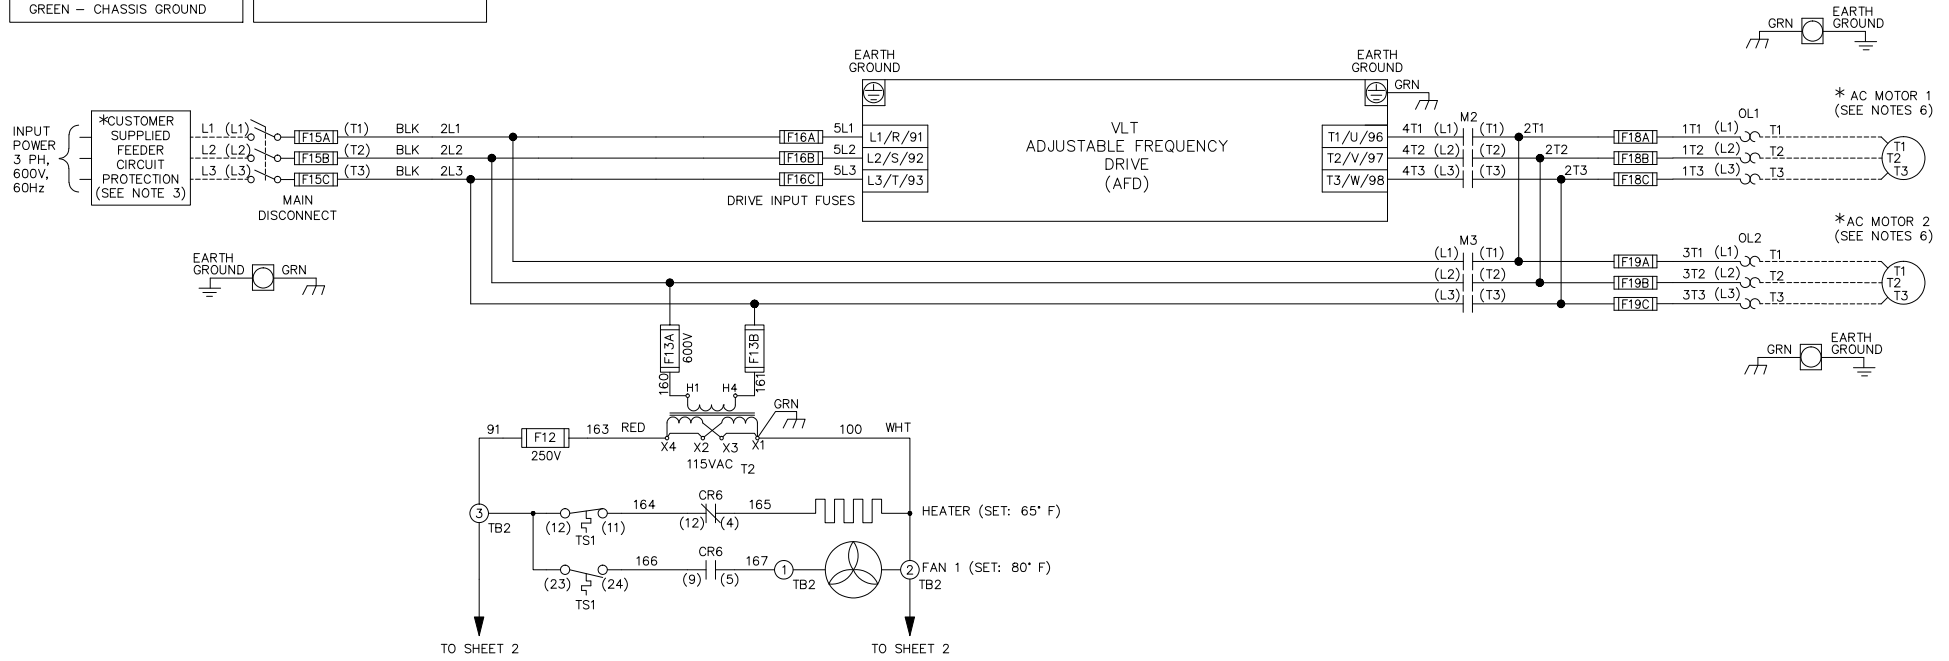 GREEN – CHASSIS GROUND
GRN
EARTH
GROUND
INPUT
POWER
3 PH,
600V,
60Hz
*CUSTOMER
SUPPLIED
FEEDER
CIRCUIT
PROTECTION
(SEE NOTE 3)
L1 (L1) F15A (T1) BLK 2L1
L2 (L2) F15B (T2) BLK 2L2
L3 (L3) F15C (T3) BLK 2L3
MAIN
DISCONNECT
F16A 5L1
F16B 5L2
F16C 5L3
DRIVE INPUT FUSES
EARTH
GROUND
L1/R/91
L2/S/92
L3/T/93
VLT
ADJUSTABLE FREQUENCY
DRIVE
(AFD)
EARTH
GROUND
GRN
T1/U/96
T2/V/97
T3/W/98
M2
4T1 (L1) (T1) 2T1
4T2 (L2) (T2) 2T2
4T3 (L3) (T3) 2T3
OL1
F18A 1T1 (L1) T1
F18B 1T2 (L2) T2
F18C 1T3 (L3) T3
* AC MOTOR 1
(SEE NOTES 6)
T1
T2
T3
EARTH
GROUND
GRN
M3
(L1) (T1)
(L2) (T2)
(L3) (T3)
OL2
F19A 3T1 (L1) T1
F19B 3T2 (L2) T2
F19C 3T3 (L3) T3
* AC MOTOR 2
(SEE NOTES 6)
T1
T2
T3
GRN
EARTH
GROUND
F13A
600V
F13B
160
161
H1 H4
GRN
91 F12 163 RED
250V
X4 X2 X3 X1
115VAC T2
100 WHT
3
TB2
(12) (11)
TS1
164
CR6
(12) (4)
165
HEATER (SET: 65° F)
(23) (24)
TS1
166
CR6
(9) (5)
167
1
TB2
2
TB2
FAN 1 (SET: 80° F)
TO SHEET 2
TO SHEET 2